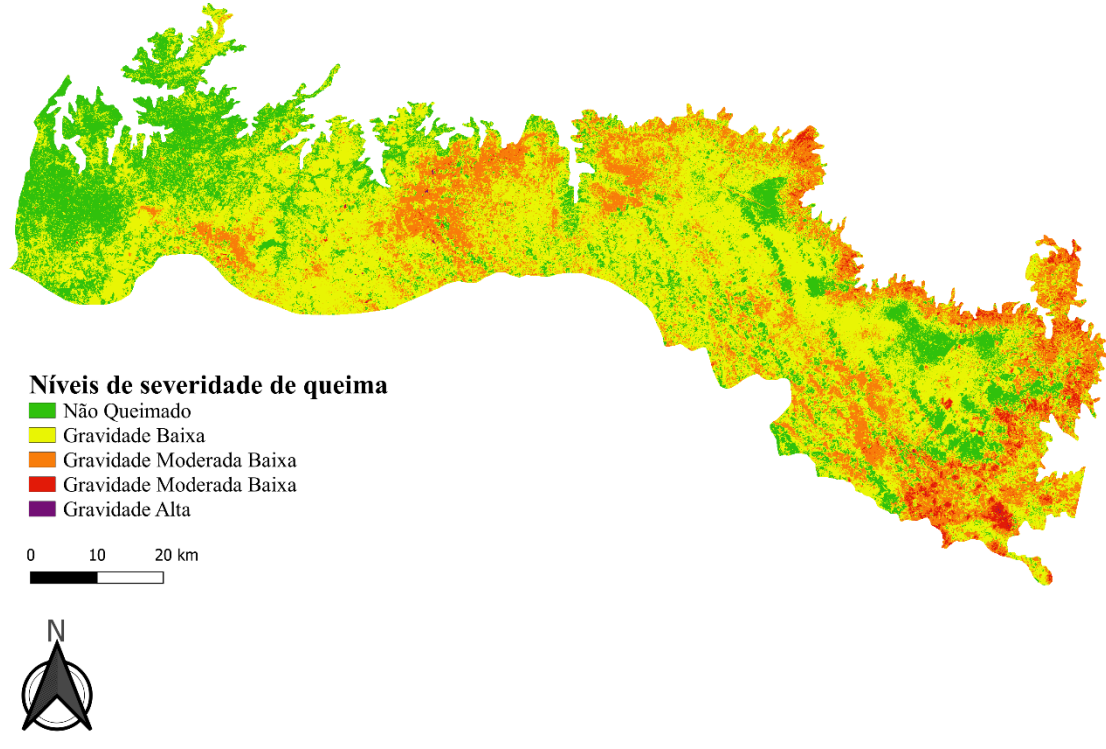 Níveis de severidade de queima
Não Queimado
Gravidade Baixa
Gravidade Moderada Baixa
Gravidade Moderada Baixa
Gravidade Alta
0 10 20 km
N